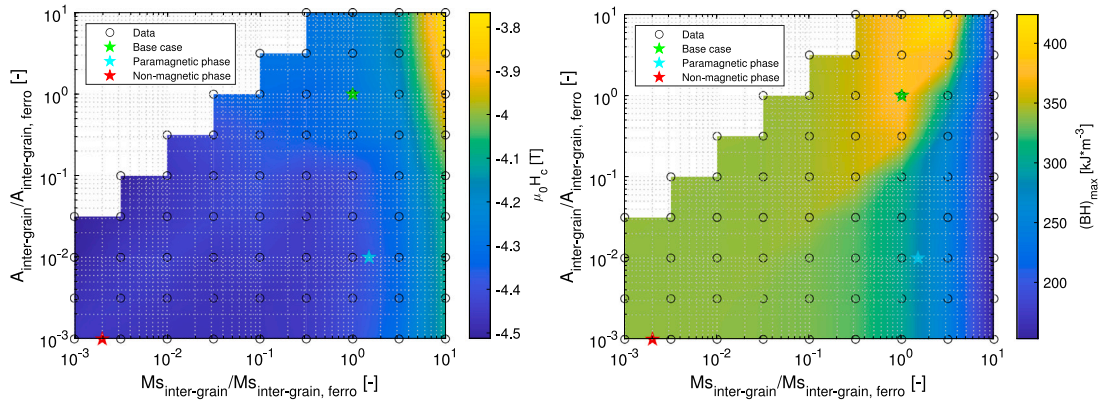 Data
Base case
Paramagnetic phase
Non-magnetic phase
10^1
10^0
10^-1
10^-2
10^-3
A_inter-grain/A_inter-grain, ferro [-]
10^-3
10^-2
10^-1
10^0
10^1
Ms_inter-grain/Ms_inter-grain, ferro [-]
-3.8
-3.9
-4
-4.1
-4.2
-4.3
-4.4
-4.5
μ_0H_c [T]
Data
Base case
Paramagnetic phase
Non-magnetic phase
10^1
10^0
10^-1
10^-2
10^-3
A_inter-grain/A_inter-grain, ferro [-]
10^-3
10^-2
10^-1
10^0
10^1
Ms_inter-grain/Ms_inter-grain, ferro [-]
400
350
300
250
200
(BH)_max [kJ*m^-3]